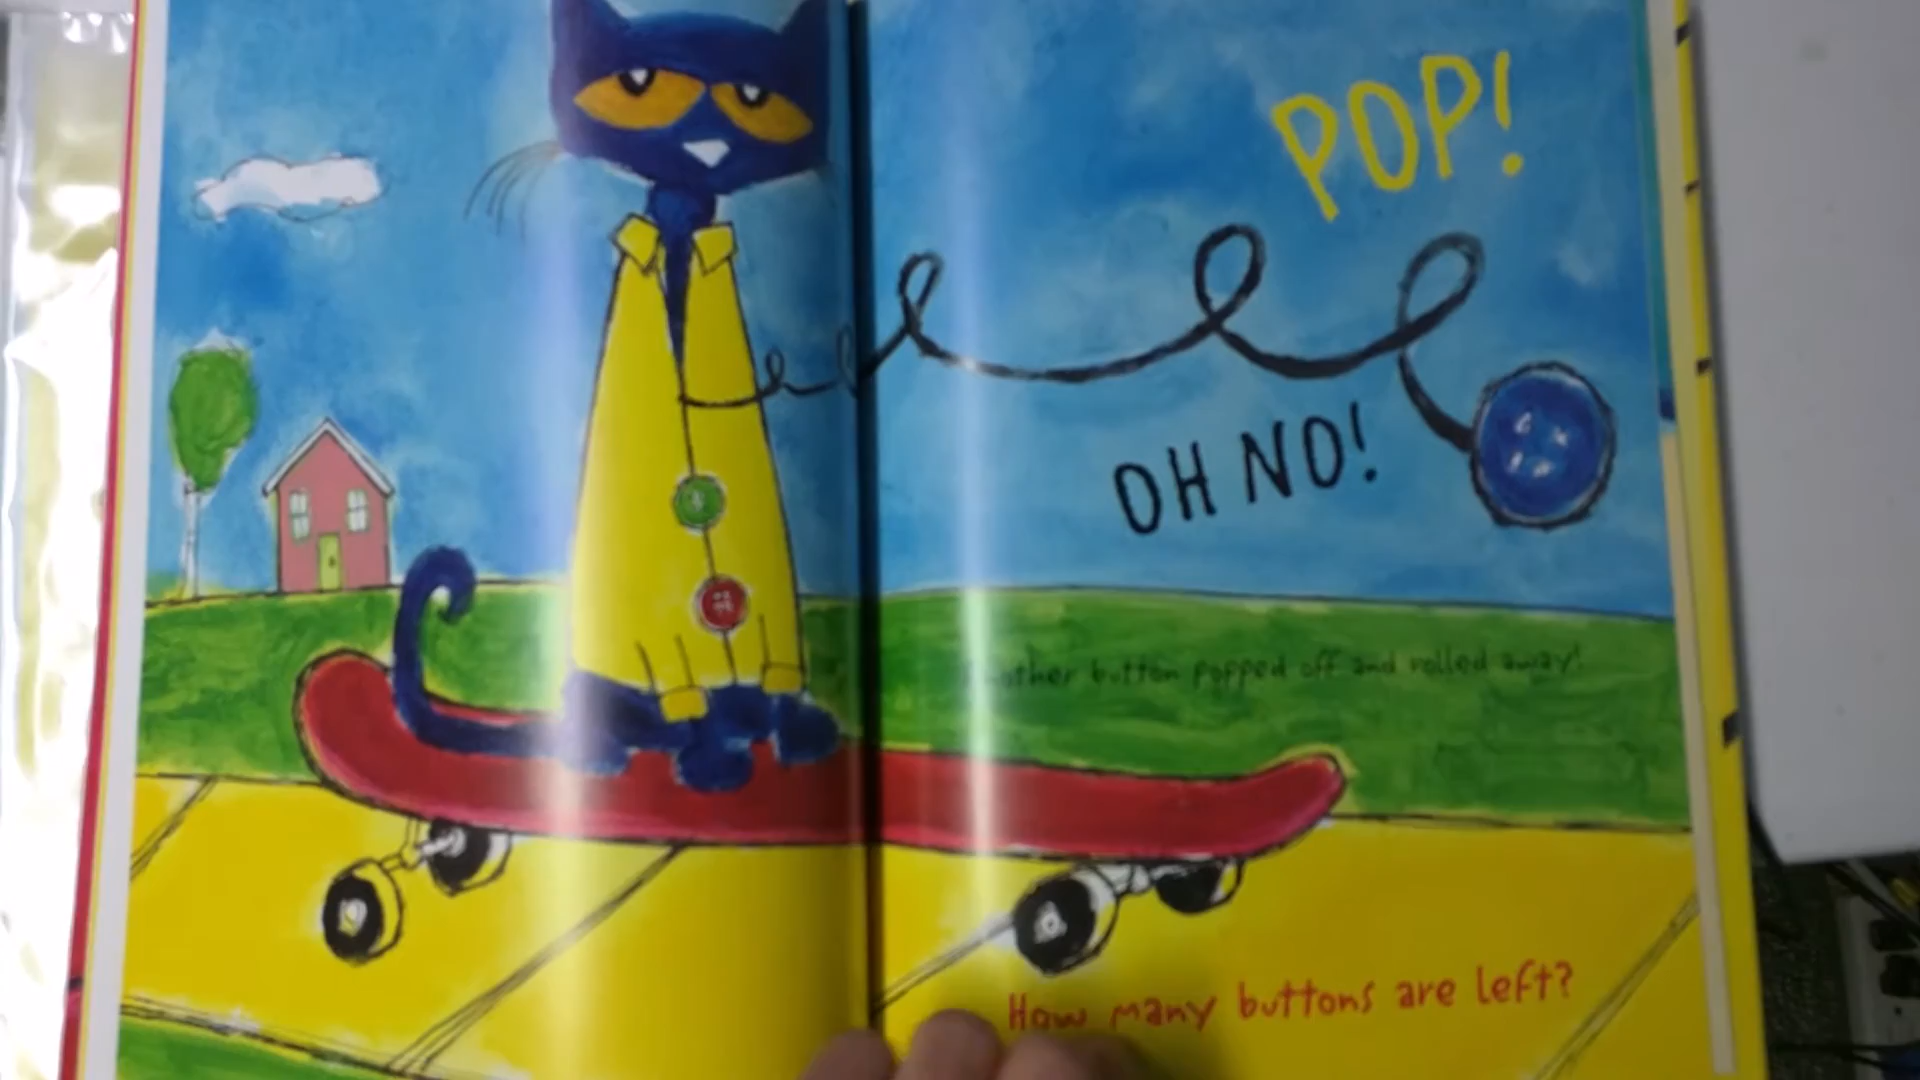 POP!
OH NO!
other button popped off and rolled away!
How many buttons are left?